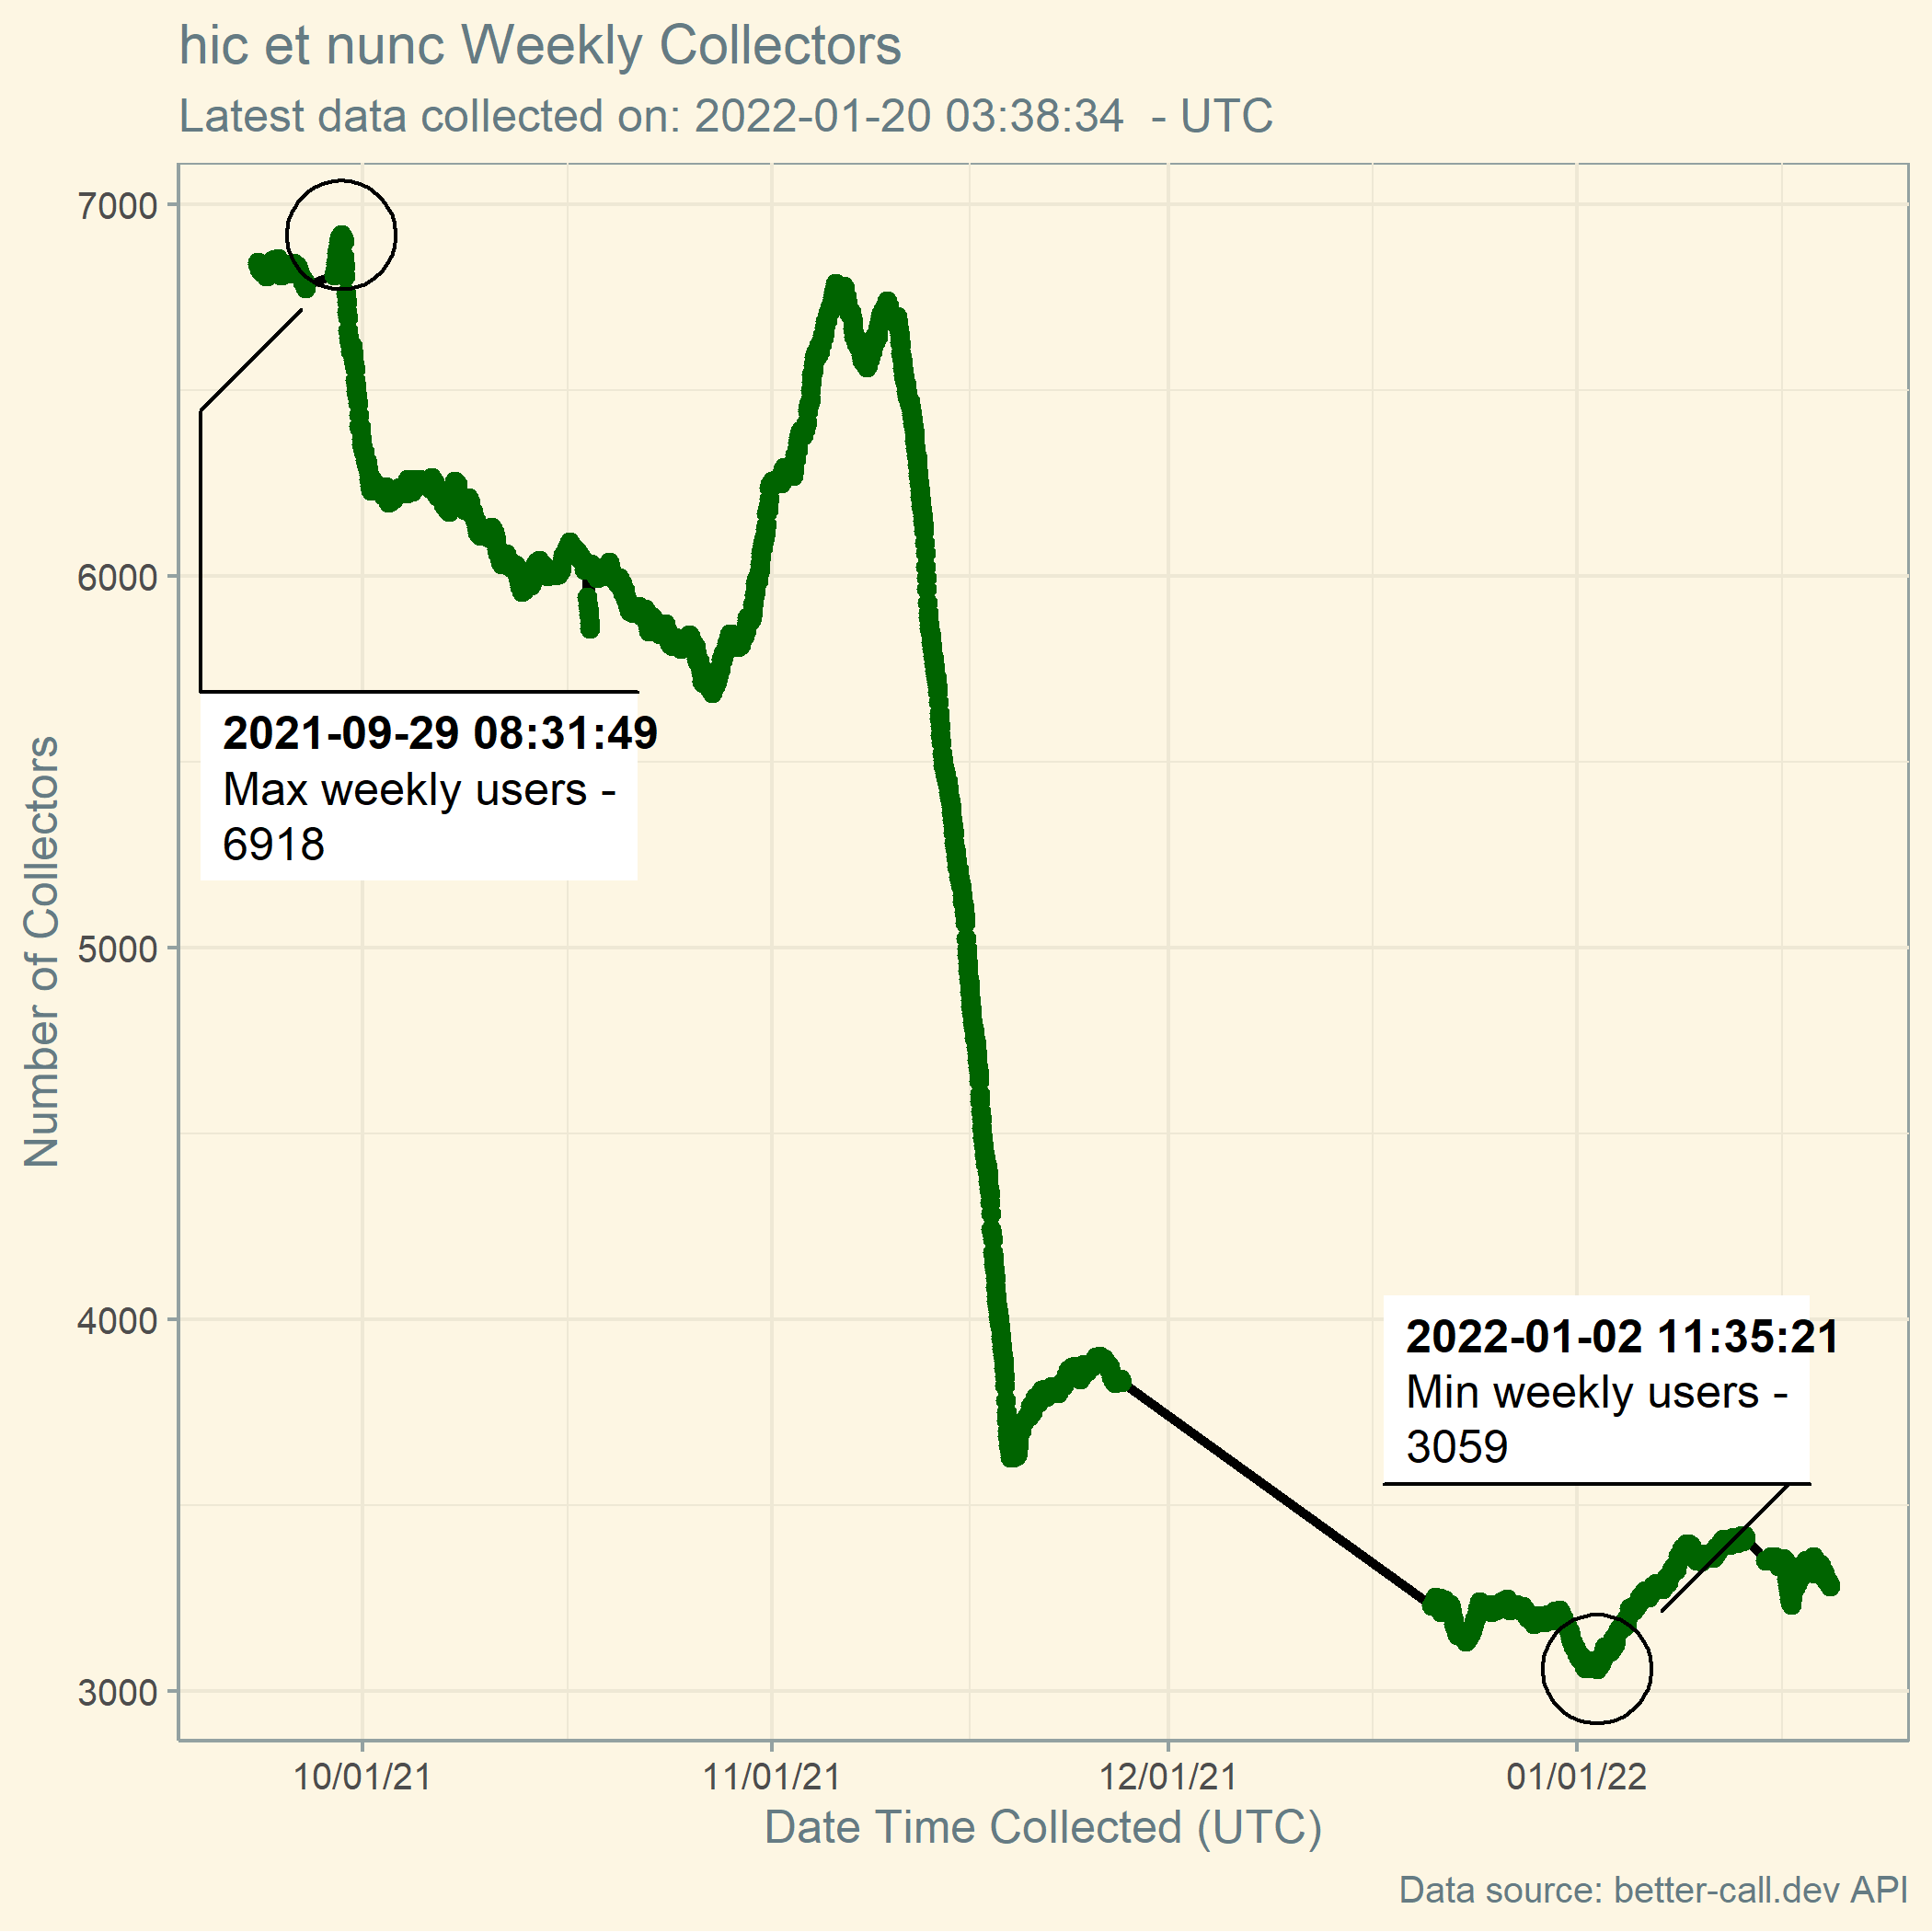 hic et nunc Weekly Collectors
Latest data collected on: 2022-01-20 03:38:34  - UTC
Number of Collectors
7000
6000
5000
4000
3000
2021-09-29 08:31:49
Max weekly users -
6918
2022-01-02 11:35:21
Min weekly users -
3059
10/01/21 11/01/21 12/01/21 01/01/22
Date Time Collected (UTC)
Data source: better-call.dev API